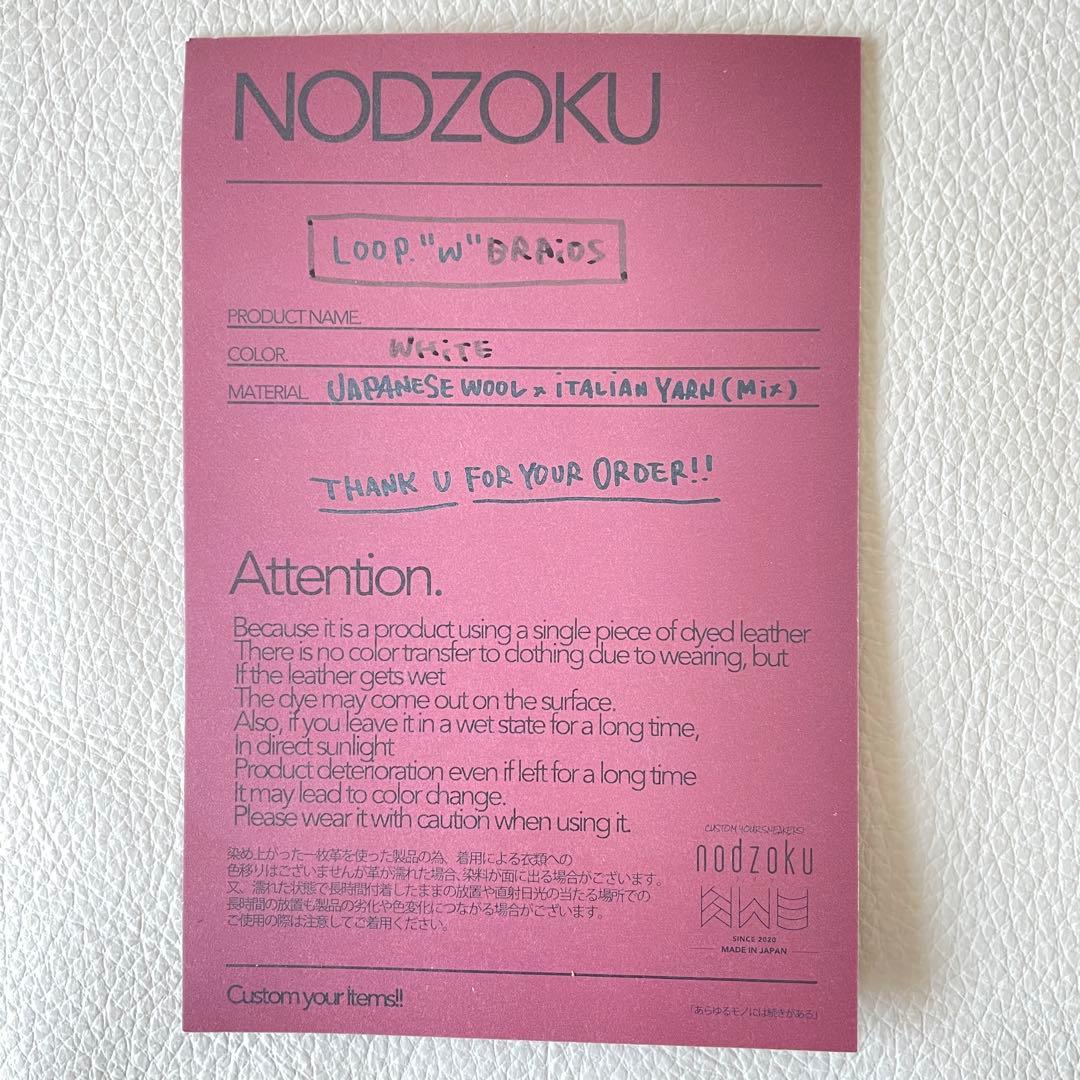 NODZOKU
LOOP."W"BRAiDS
PRODUCT NAME.
COLOR. WHiTE
MATERIAL. JAPANESE WOOL × iTALIAN YARN (Mix)
THANK U FOR YOUR ORDER!!
Attention.
Because it is a product using a single piece of dyed leather
There is no color transfer to clothing due to wearing, but
If the leather gets wet
The dye may come out on the surface.
Also, if you leave it in a wet state for a long time,
In direct sunlight
Product deterioration even if left for a long time
It may lead to color change.
Please wear it with caution when using it.
染め上がった一枚革を使った製品の為、着用による衣類への
色移りはございませんが革が濡れた場合、染料が面に出る場合がございます。
又、濡れた状態で長時間付着したままの放置や直射日光の当たる場所での
長時間の放置も製品の劣化や色変化につながる場合がございます。
ご使用の際は注意してご着用ください。
CUSTOM YOUR SNEAKERS
nodzoku
SINCE 2020
MADE IN JAPAN
Custom your Items!!
「あらゆるモノには続きがある」